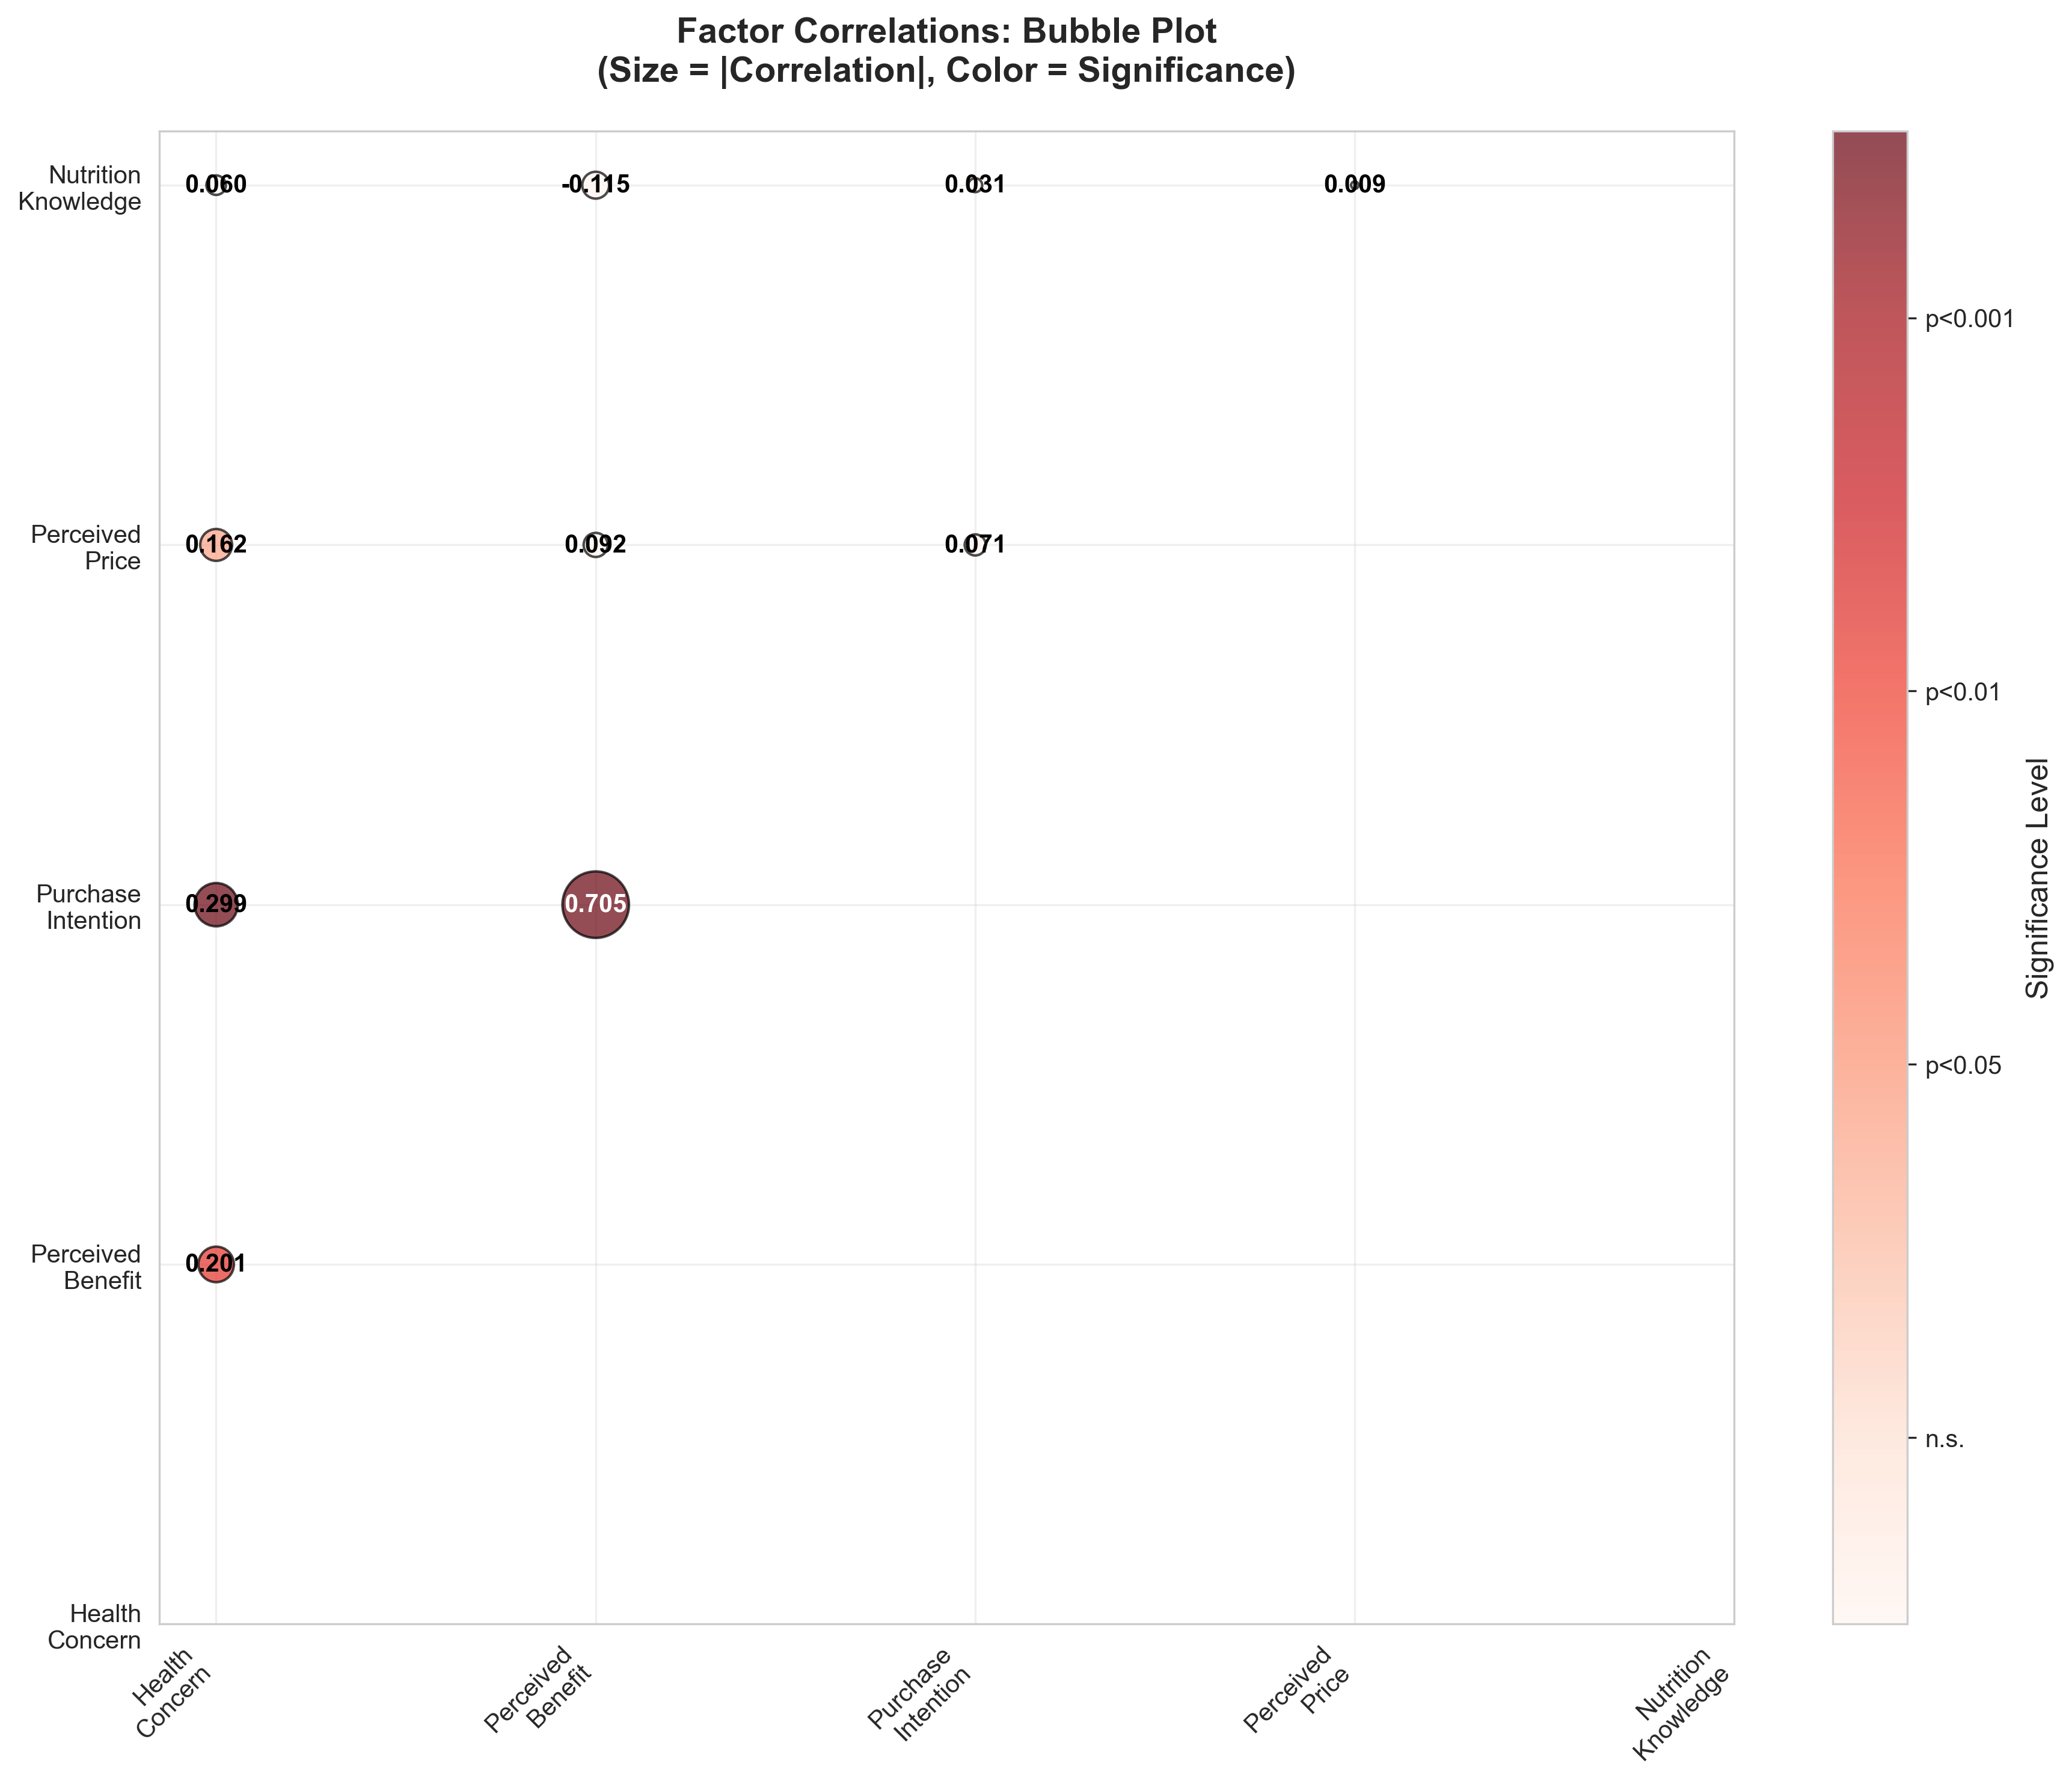 Factor Correlations: Bubble Plot
(Size = |Correlation|, Color = Significance)
Nutrition
Knowledge
0.060
-0.115
0.031
0.009
Perceived
Price
0.162
0.092
0.071
Purchase
Intention
0.299
0.705
Perceived
Benefit
0.201
Health
Concern
Health
Concern
Perceived
Benefit
Purchase
Intention
Perceived
Price
Nutrition
Knowledge
p<0.001
p<0.01
p<0.05
n.s.
Significance Level